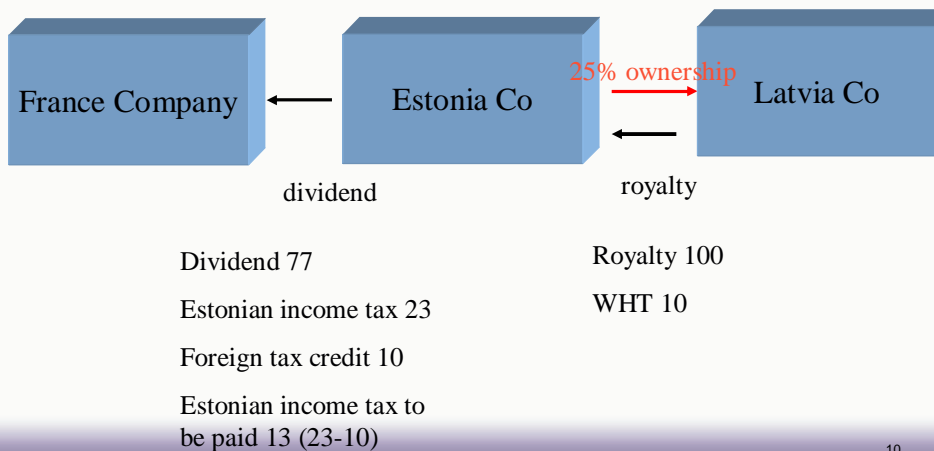 25% ownership
France Company
Estonia Co
Latvia Co
dividend
royalty
Dividend 77
Estonian income tax 23
Foreign tax credit 10
Estonian income tax to
be paid 13 (23-10)
Royalty 100
WHT 10
10